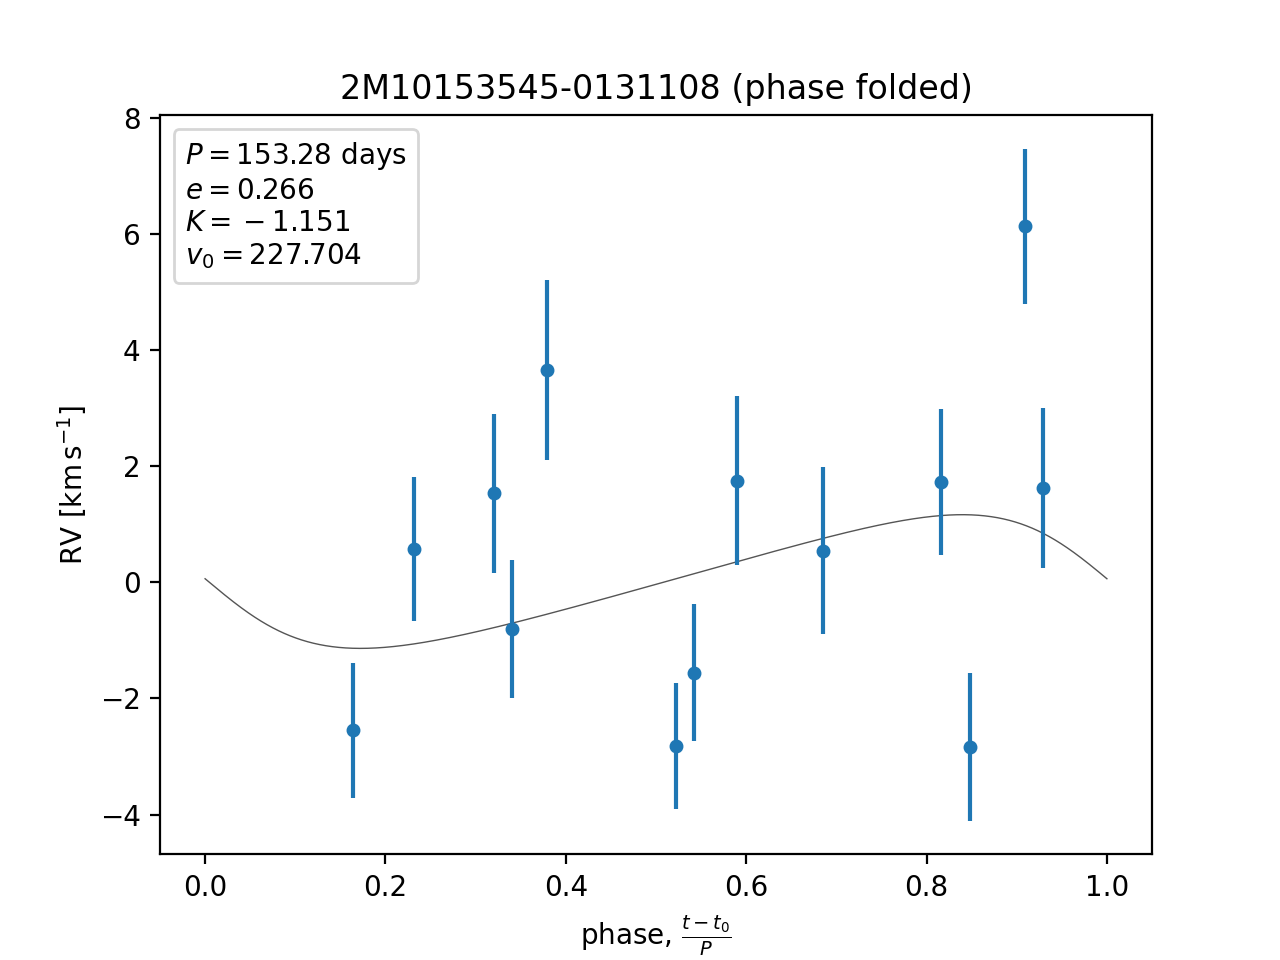 2M10153545-0131108 (phase folded)
P = 153.28 days
e = 0.266
K = −1.151
v₀ = 227.704
8
6
4
2
0
−2
−4
RV [km s⁻¹]
0.0 0.2 0.4 0.6 0.8 1.0
phase, (t − t₀)/P